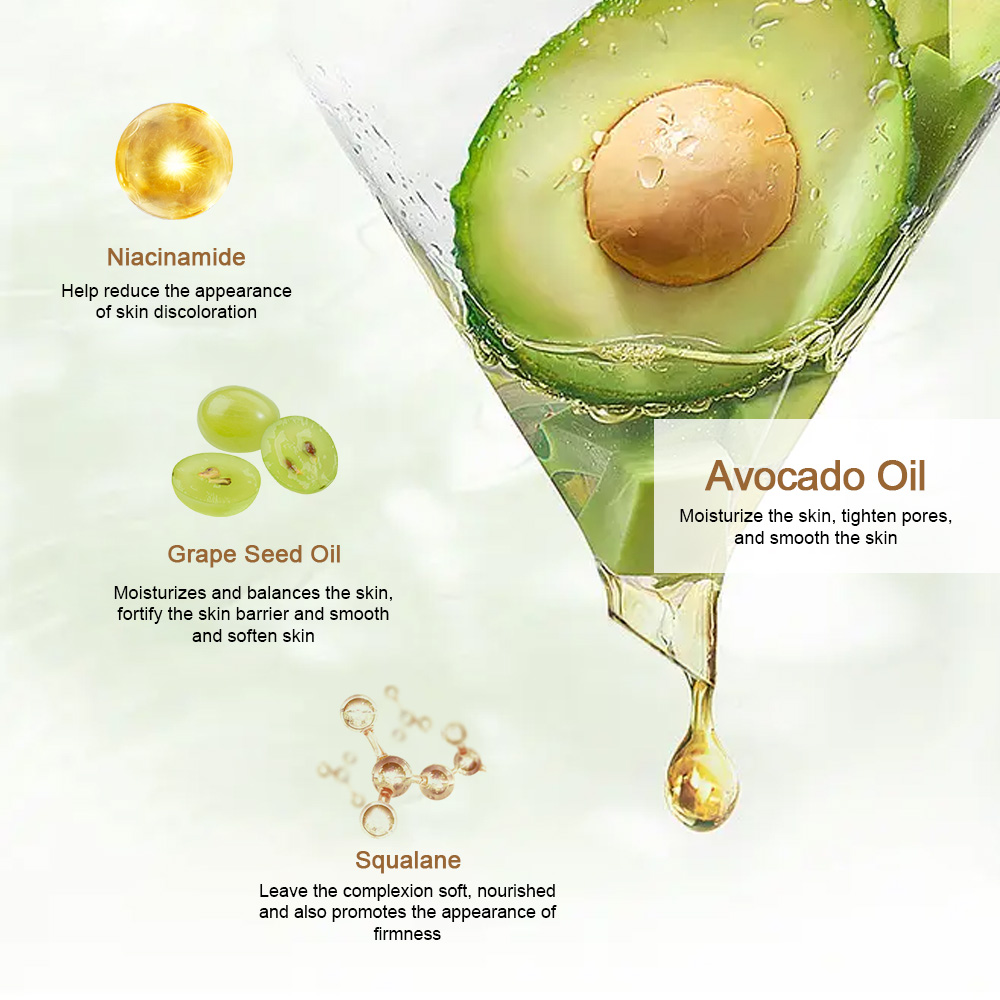 Niacinamide
Help reduce the appearance
of skin discoloration
Grape Seed Oil
Moisturizes and balances the skin,
fortify the skin barrier and smooth
and soften skin
Avocado Oil
Moisturize the skin, tighten pores,
and smooth the skin
Squalane
Leave the complexion soft, nourished
and also promotes the appearance of
firmness